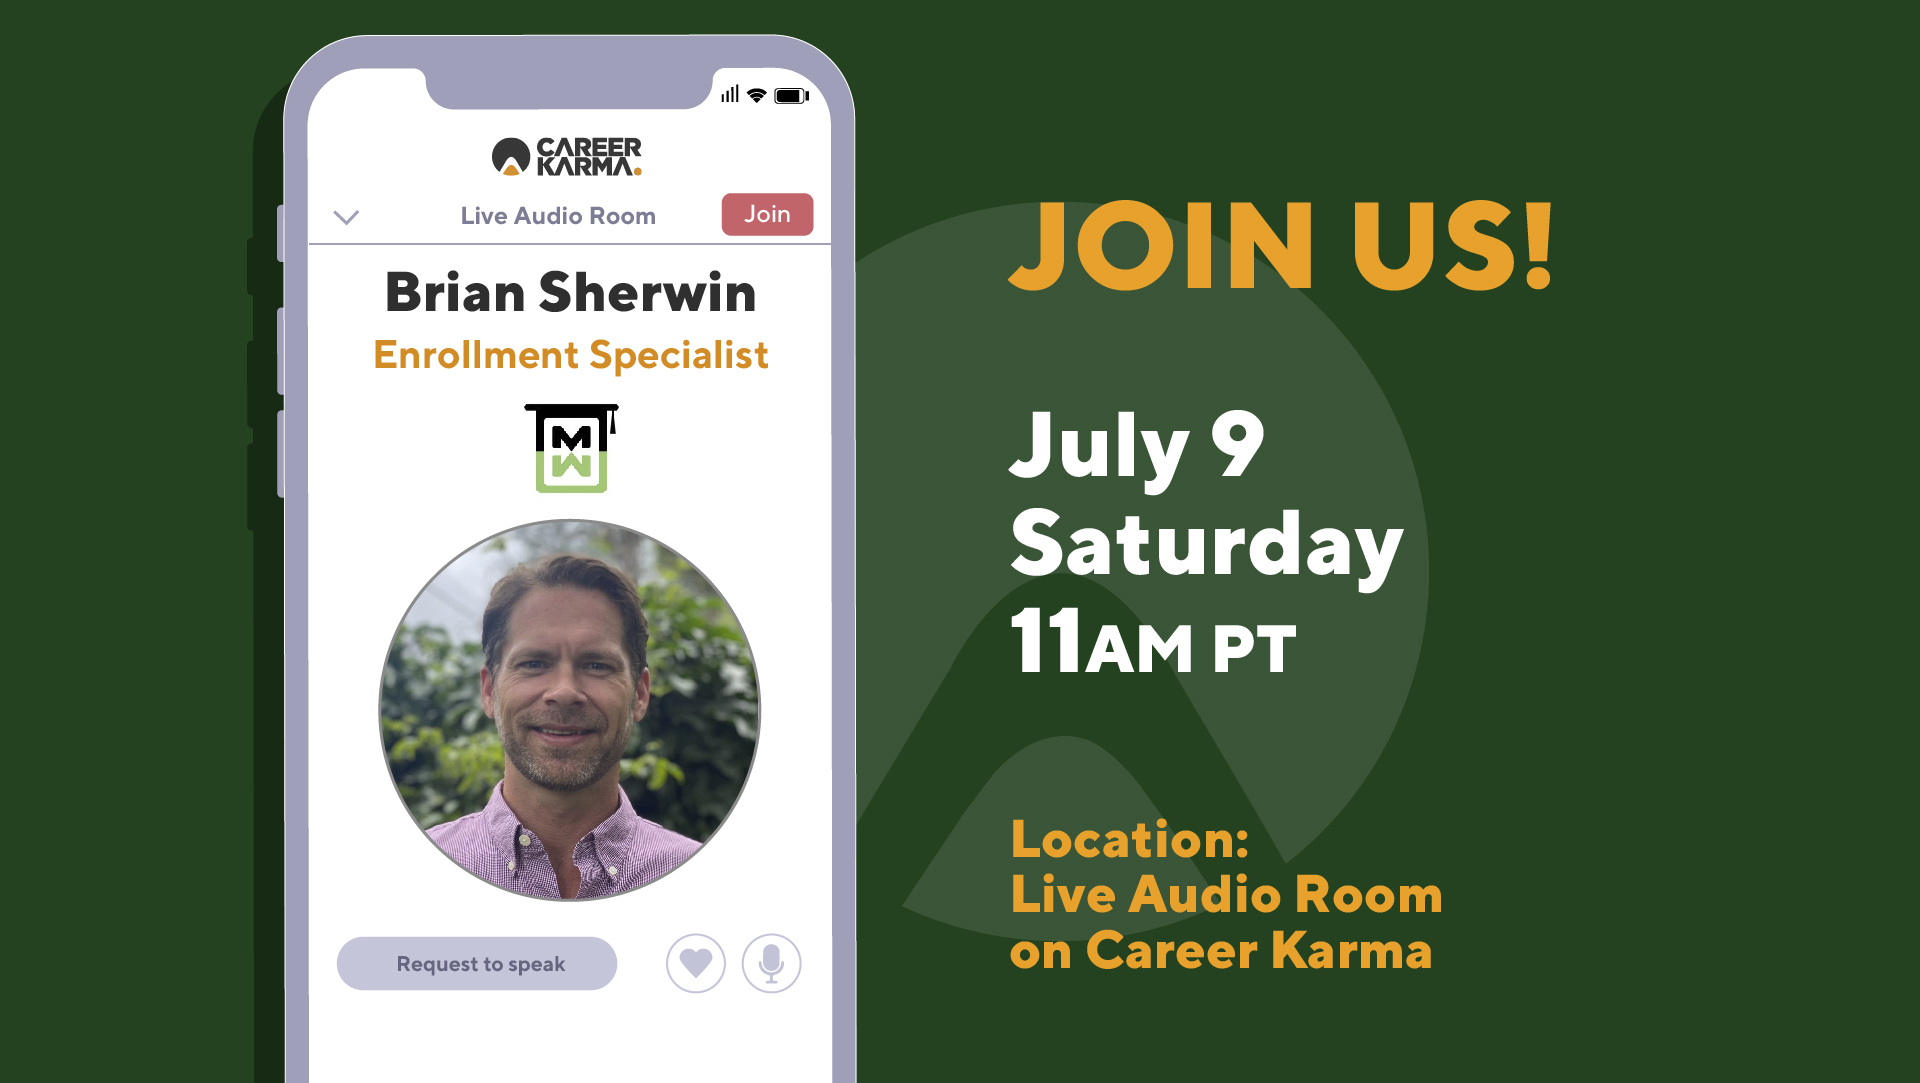 CAREER
KARMA.
Live Audio Room
Join
Brian Sherwin
Enrollment Specialist
M
M
Request to speak
JOIN US!
July 9
Saturday
11AM PT
Location:
Live Audio Room
on Career Karma